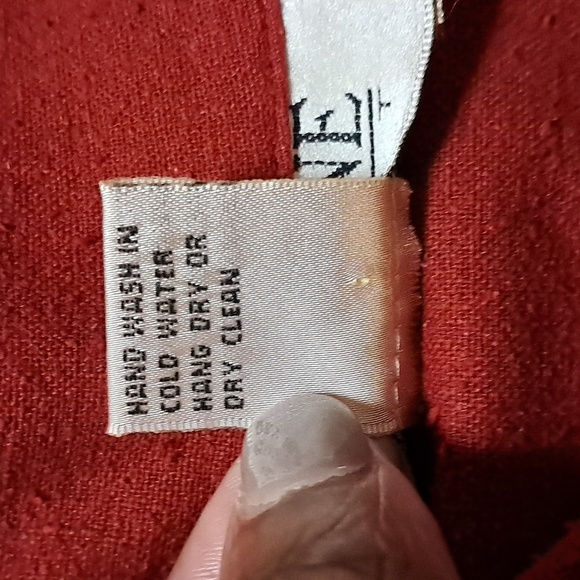 HAND WASH IN
COLD WATER
HANG DRY OR
DRY CLEAN